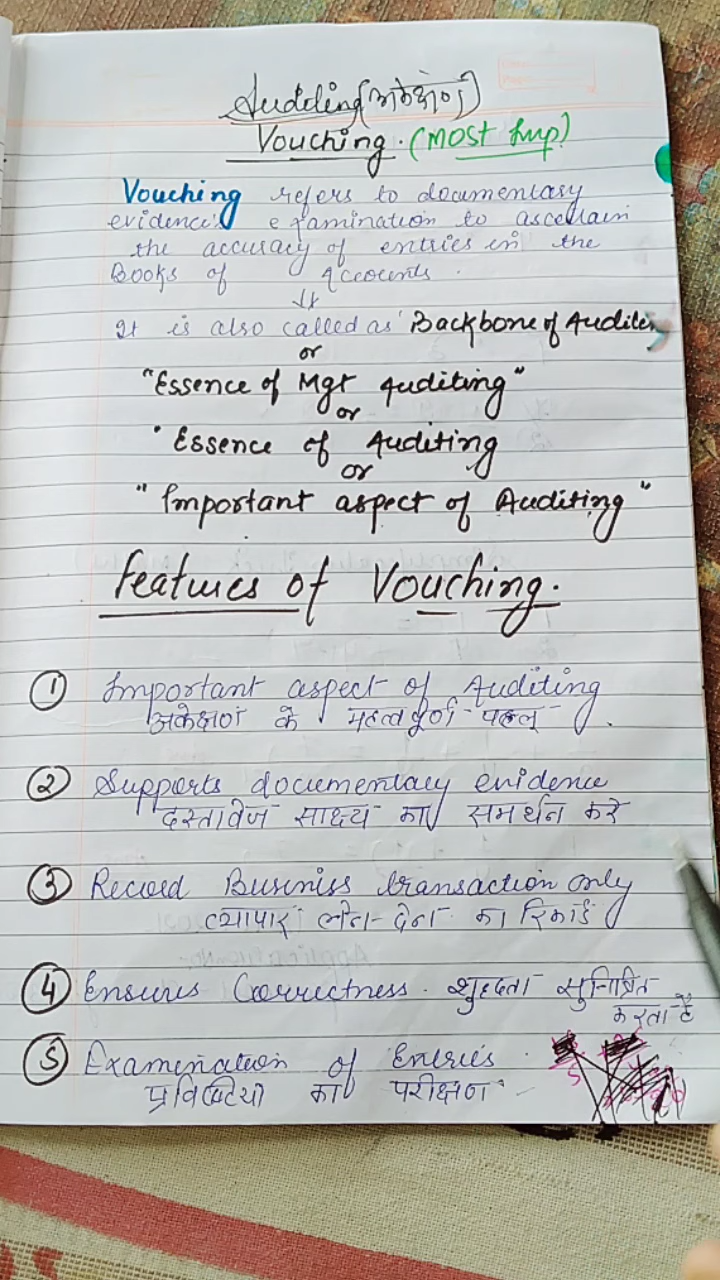 Auditing (अंकेक्षण)
Vouching. (Most Imp)
Vouching refers to documentary
evidence's examination to ascertain
the accuracy of entries in the
Books of Accounts.
It is also called as 'Backbone of Auditing
or
"Essence of Mgt Auditing"
or
'Essence of Auditing
or
"Important aspect of Auditing"
Features of Vouching.
① Important aspect of Auditing
अकेक्षण के महत्वपूर्ण पहलू.
② Supports documentary evidence
दस्तावेज साक्ष्य का समर्थन करे
③ Record Business transaction only
व्यापार लेन-देन का रिकार्ड
④ Ensures Correctness. शुद्दता सुनिश्चित
करता है
⑤ Examination of Entries.
प्रविष्टियो का परीक्षण